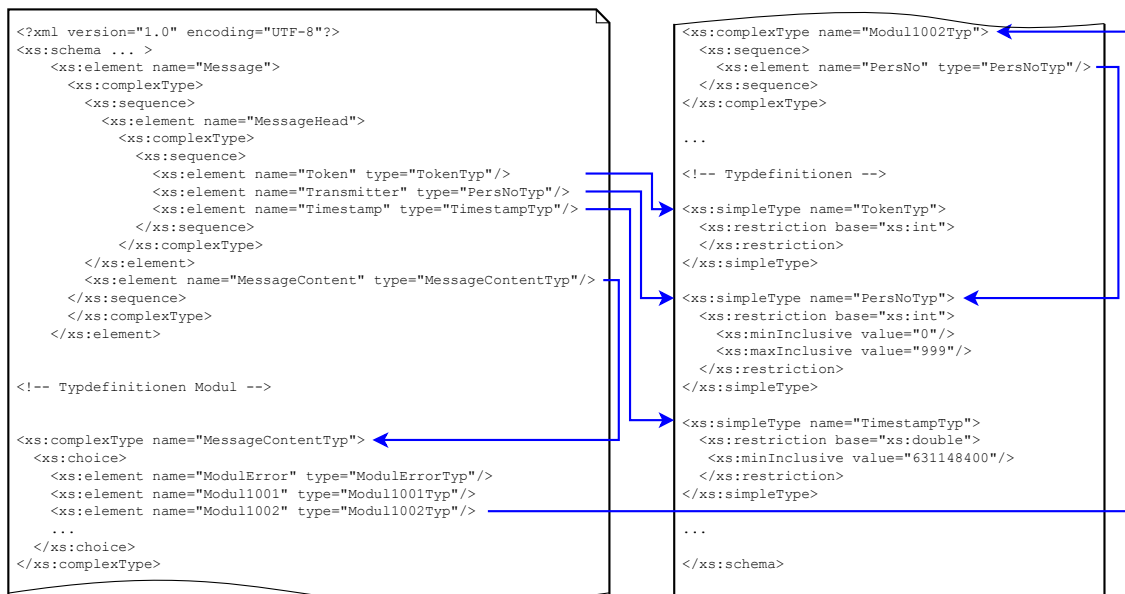 <?xml version="1.0" encoding="UTF-8"?>
<xs:schema ... >
    <xs:element name="Message">
      <xs:complexType>
        <xs:sequence>
          <xs:element name="MessageHead">
            <xs:complexType>
              <xs:sequence>
                <xs:element name="Token" type="TokenTyp"/>
                <xs:element name="Transmitter" type="PersNoTyp"/>
                <xs:element name="Timestamp" type="TimestampTyp"/>
              </xs:sequence>
            </xs:complexType>
        </xs:element>
        <xs:element name="MessageContent" type="MessageContentTyp"/>
      </xs:sequence>
      </xs:complexType>
    </xs:element>
<!-- Typdefinitionen Modul -->
<xs:complexType name="MessageContentTyp">
  <xs:choice>
    <xs:element name="ModulError" type="ModulErrorTyp"/>
    <xs:element name="Modul1001" type="Modul1001Typ"/>
    <xs:element name="Modul1002" type="Modul1002Typ"/>
    ...
  </xs:choice>
</xs:complexType>
<xs:complexType name="Modul1002Typ">
  <xs:sequence>
    <xs:element name="PersNo" type="PersNoTyp"/>
  </xs:sequence>
</xs:complexType>
...
<!-- Typdefinitionen -->
<xs:simpleType name="TokenTyp">
  <xs:restriction base="xs:int">
  </xs:restriction>
</xs:simpleType>
<xs:simpleType name="PersNoTyp">
  <xs:restriction base="xs:int">
    <xs:minInclusive value="0"/>
    <xs:maxInclusive value="999"/>
  </xs:restriction>
</xs:simpleType>
<xs:simpleType name="TimestampTyp">
  <xs:restriction base="xs:double">
   <xs:minInclusive value="631148400"/>
  </xs:restriction>
</xs:simpleType>
...
</xs:schema>